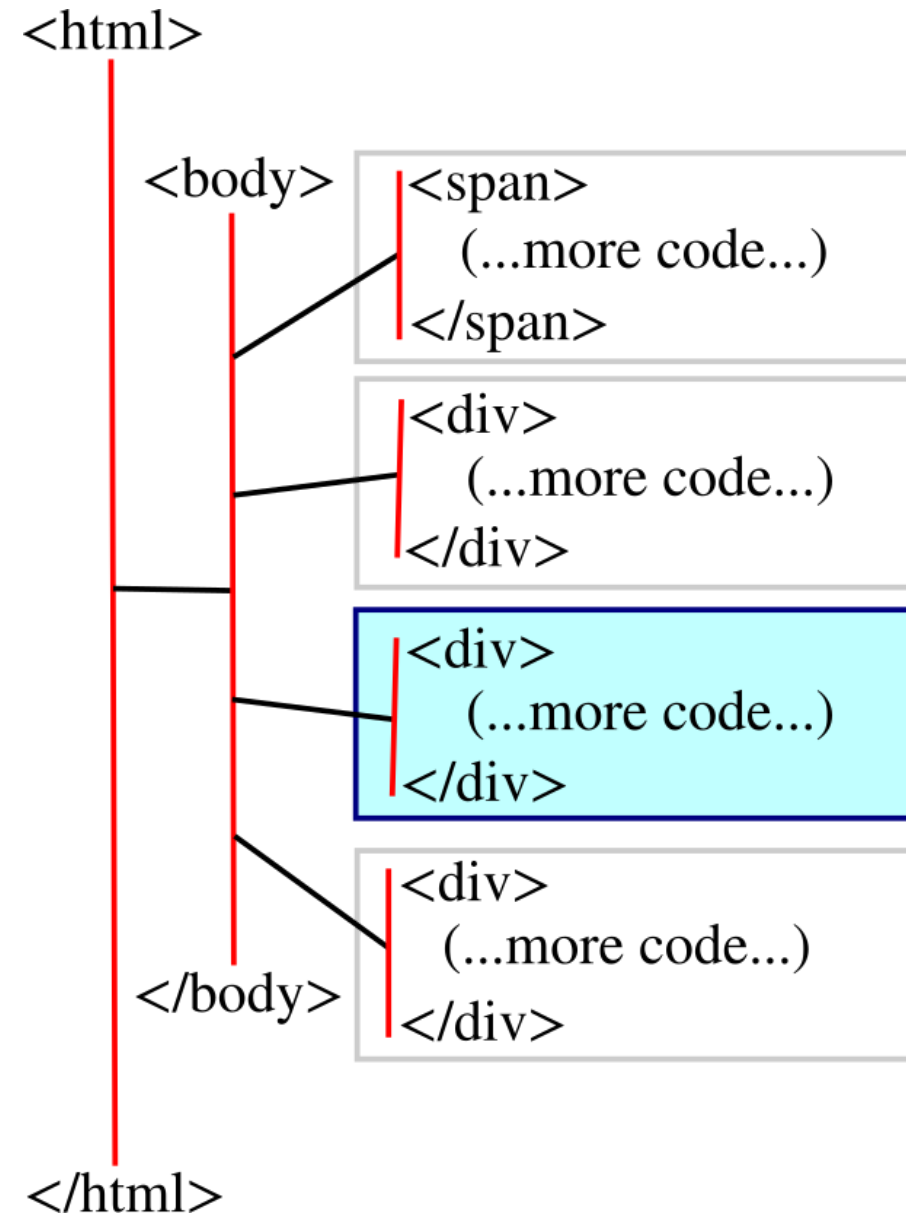 <html>
<body>
<span>
(...more code...)
</span>
<div>
(...more code...)
</div>
<div>
(...more code...)
</div>
<div>
(...more code...)
</div>
</body>
</html>